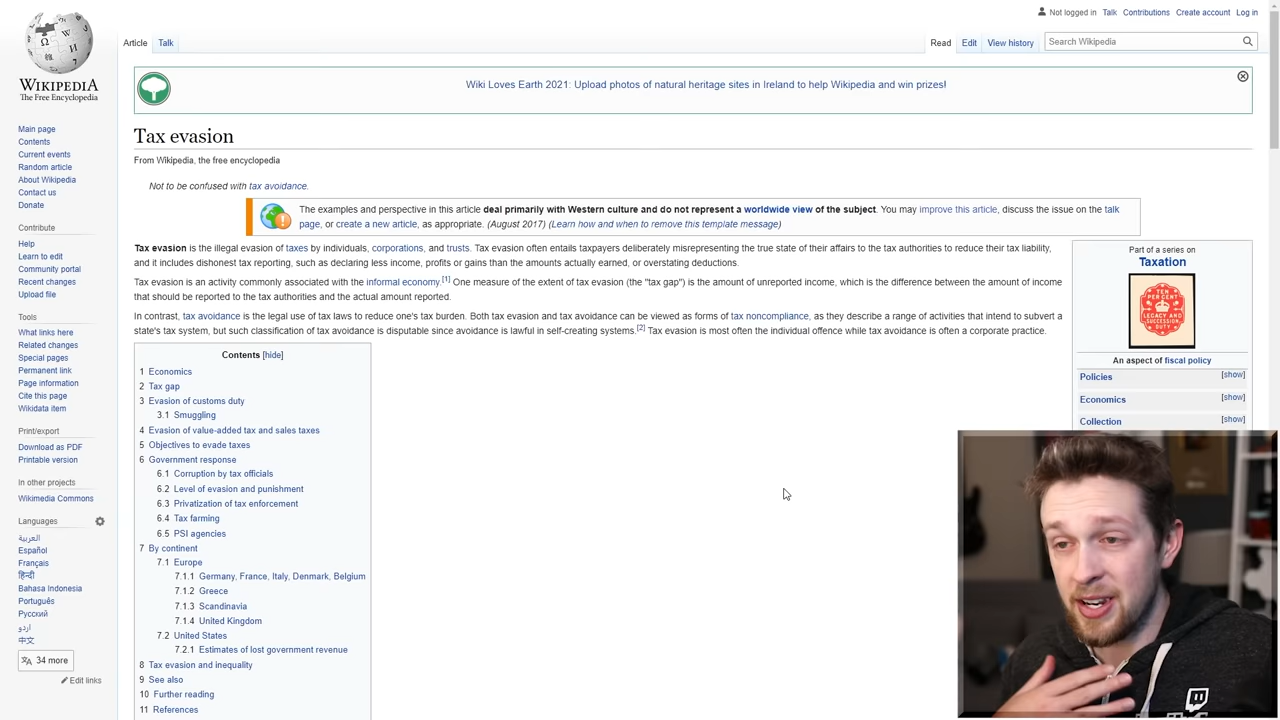 Not logged in Talk Contributions Create account Log in
Article Talk Read Edit View history Search Wikipedia
WIKIPEDIA
The Free Encyclopedia
Wiki Loves Earth 2021: Upload photos of natural heritage sites in Ireland to help Wikipedia and win prizes!
Main page
Contents
Current events
Random article
About Wikipedia
Contact us
Donate
Contribute
Help
Learn to edit
Community portal
Recent changes
Upload file
Tools
What links here
Related changes
Special pages
Permanent link
Page information
Cite this page
Wikidata item
Print/export
Download as PDF
Printable version
In other projects
Wikimedia Commons
Languages
العربية
Español
Français
हिन्दी
Bahasa Indonesia
Português
Русский
اردو
中文
34 more
Edit links
Tax evasion
From Wikipedia, the free encyclopedia
Not to be confused with tax avoidance.
The examples and perspective in this article deal primarily with Western culture and do not represent a worldwide view of the subject. You may improve this article, discuss the issue on the talk
page, or create a new article, as appropriate. (August 2017) (Learn how and when to remove this template message)
Tax evasion is the illegal evasion of taxes by individuals, corporations, and trusts. Tax evasion often entails taxpayers deliberately misrepresenting the true state of their affairs to the tax authorities to reduce their tax liability,
and it includes dishonest tax reporting, such as declaring less income, profits or gains than the amounts actually earned, or overstating deductions.
Tax evasion is an activity commonly associated with the informal economy.[1] One measure of the extent of tax evasion (the "tax gap") is the amount of unreported income, which is the difference between the amount of income
that should be reported to the tax authorities and the actual amount reported.
In contrast, tax avoidance is the legal use of tax laws to reduce one's tax burden. Both tax evasion and tax avoidance can be viewed as forms of tax noncompliance, as they describe a range of activities that intend to subvert a
state's tax system, but such classification of tax avoidance is disputable since avoidance is lawful in self-creating systems.[2] Tax evasion is most often the individual offence while tax avoidance is often a corporate practice.
Contents [hide]
1 Economics
2 Tax gap
3 Evasion of customs duty
3.1 Smuggling
4 Evasion of value-added tax and sales taxes
5 Objectives to evade taxes
6 Government response
6.1 Corruption by tax officials
6.2 Level of evasion and punishment
6.3 Privatization of tax enforcement
6.4 Tax farming
6.5 PSI agencies
7 By continent
7.1 Europe
7.1.1 Germany, France, Italy, Denmark, Belgium
7.1.2 Greece
7.1.3 Scandinavia
7.1.4 United Kingdom
7.2 United States
7.2.1 Estimates of lost government revenue
8 Tax evasion and inequality
9 See also
10 Further reading
11 References
Part of a series on
Taxation
TEN PER CENT
LEGACY AND SUCCESSION DUTY
An aspect of fiscal policy
Policies [show]
Economics [show]
Collection [show]